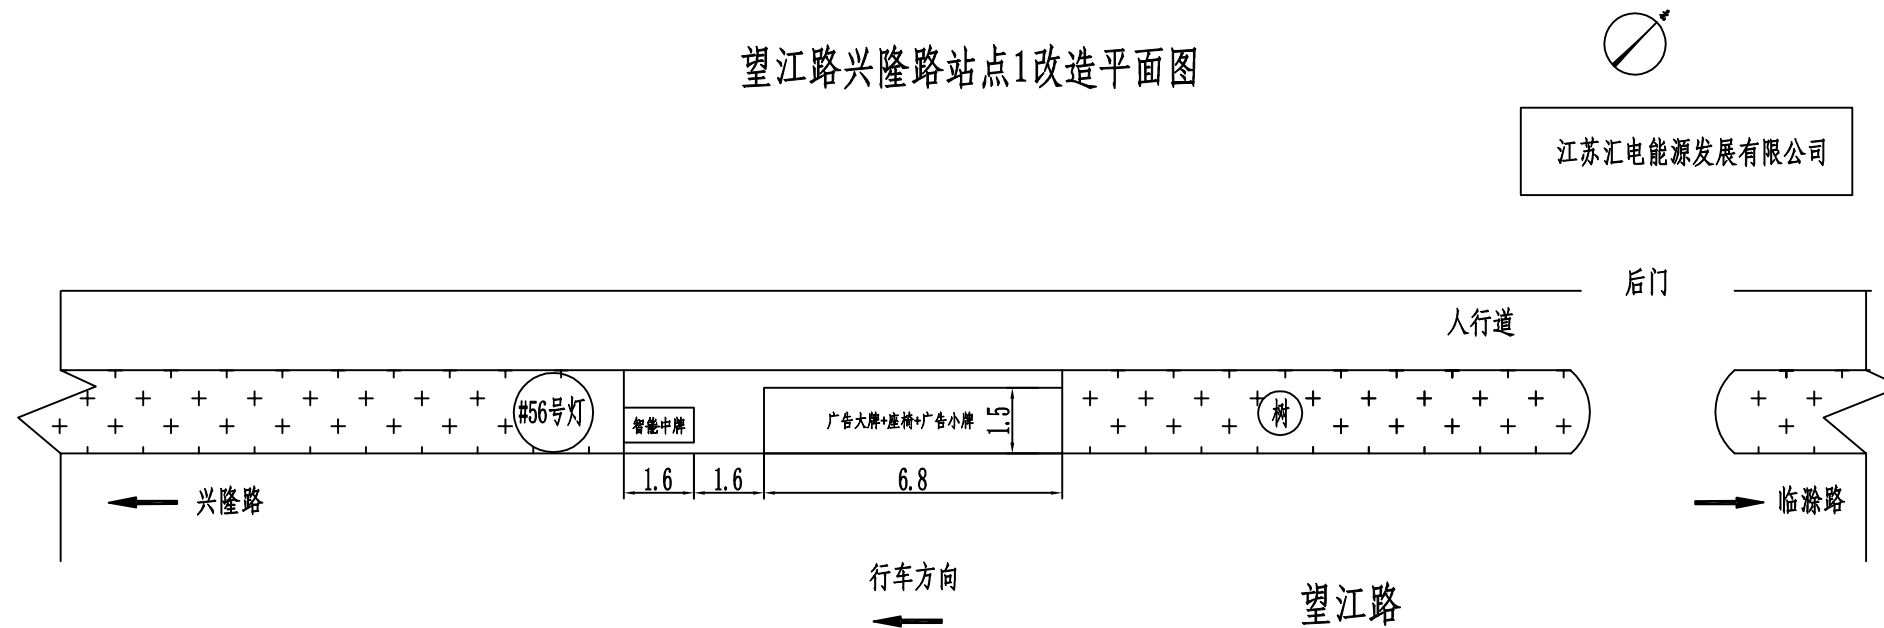 望江路兴隆路站点1改造平面图
北
江苏汇电能源发展有限公司
后门
人行道
#56号灯
智能中牌
广告大牌+座椅+广告小牌
1.5
树
1.6
1.6
6.8
兴隆路
临滁路
行车方向
望江路